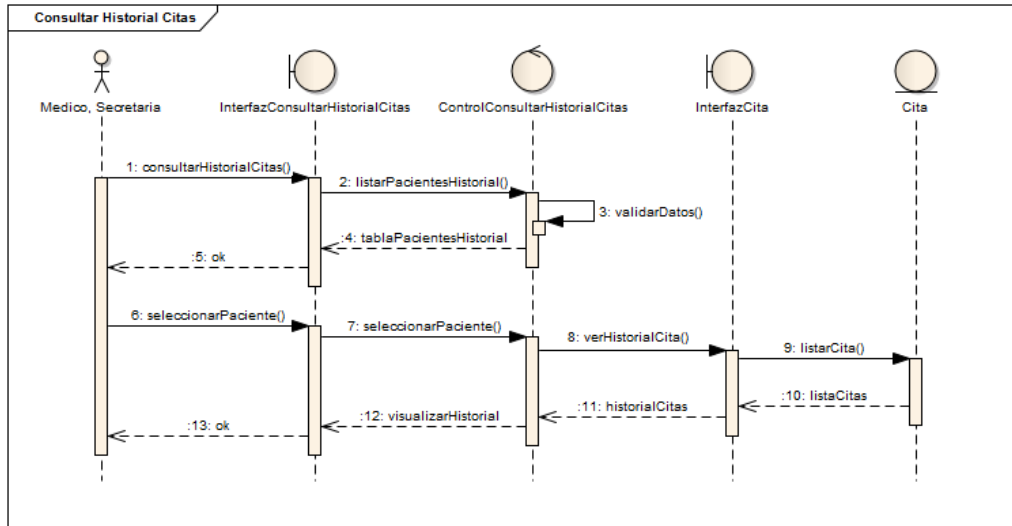 Consultar Historial Citas
Medico, Secretaria
InterfazConsultarHistorialCitas
ControlConsultarHistorialCitas
InterfazCita
Cita
1: consultarHistorialCitas()
2: listarPacientesHistorial()
3: validarDatos()
:4: tablaPacientesHistorial
:5: ok
6: seleccionarPaciente()
7: seleccionarPaciente()
8: verHistorialCita()
9: listarCita()
:10: listaCitas
:11: historialCitas
:12: visualizarHistorial
:13: ok